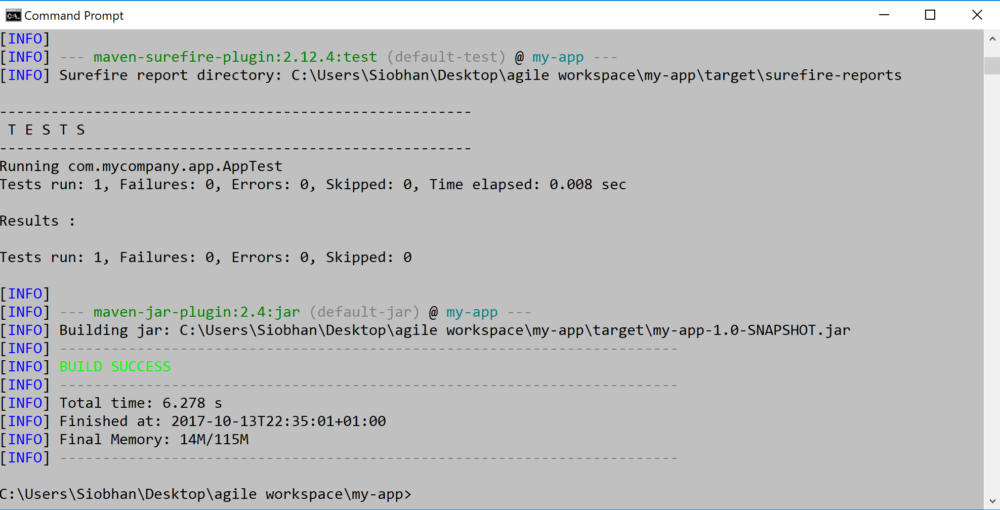 Command Prompt
[INFO]
[INFO] --- maven-surefire-plugin:2.12.4:test (default-test) @ my-app ---
[INFO] Surefire report directory: C:\Users\Siobhan\Desktop\agile workspace\my-app\target\surefire-reports
-------------------------------------------------------
 T E S T S
-------------------------------------------------------
Running com.mycompany.app.AppTest
Tests run: 1, Failures: 0, Errors: 0, Skipped: 0, Time elapsed: 0.008 sec
Results :
Tests run: 1, Failures: 0, Errors: 0, Skipped: 0
[INFO]
[INFO] --- maven-jar-plugin:2.4:jar (default-jar) @ my-app ---
[INFO] Building jar: C:\Users\Siobhan\Desktop\agile workspace\my-app\target\my-app-1.0-SNAPSHOT.jar
[INFO] ------------------------------------------------------------------------
[INFO] BUILD SUCCESS
[INFO] ------------------------------------------------------------------------
[INFO] Total time: 6.278 s
[INFO] Finished at: 2017-10-13T22:35:01+01:00
[INFO] Final Memory: 14M/115M
[INFO] ------------------------------------------------------------------------
C:\Users\Siobhan\Desktop\agile workspace\my-app>